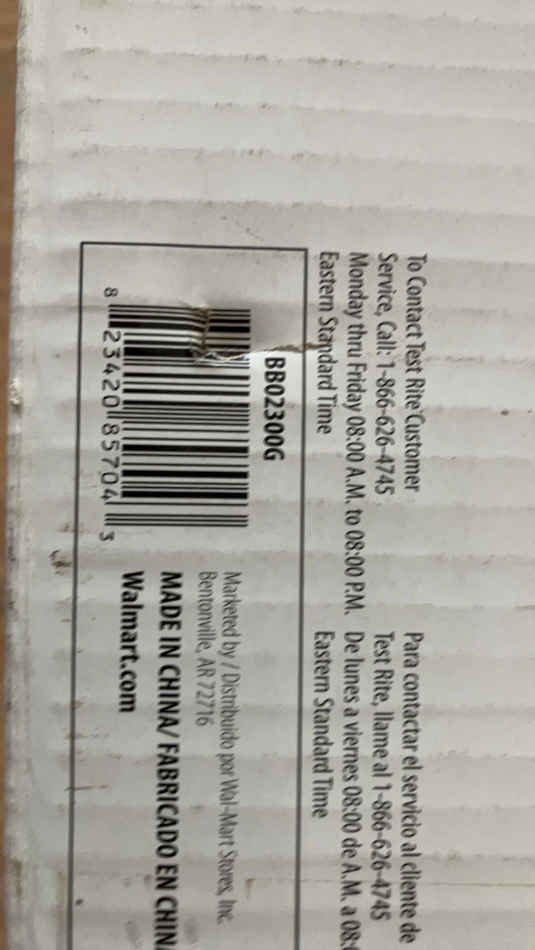 To Contact Test Rite Customer
Service, Call: 1-866-626-4745
Monday thru Friday 08:00 A.M. to 08:00 P.M.
Eastern Standard Time
Para contactar el servicio al cliente de
Test Rite, llame al 1-866-626-4745
De lunes a viernes 08:00 de A.M. a 08:0
Eastern Standard Time
BB02300G
8 23420 85704 3
Marketed by / Distribuido por Wal-Mart Stores, Inc.
Bentonville, AR 72716
MADE IN CHINA/ FABRICADO EN CHINA
Walmart.com